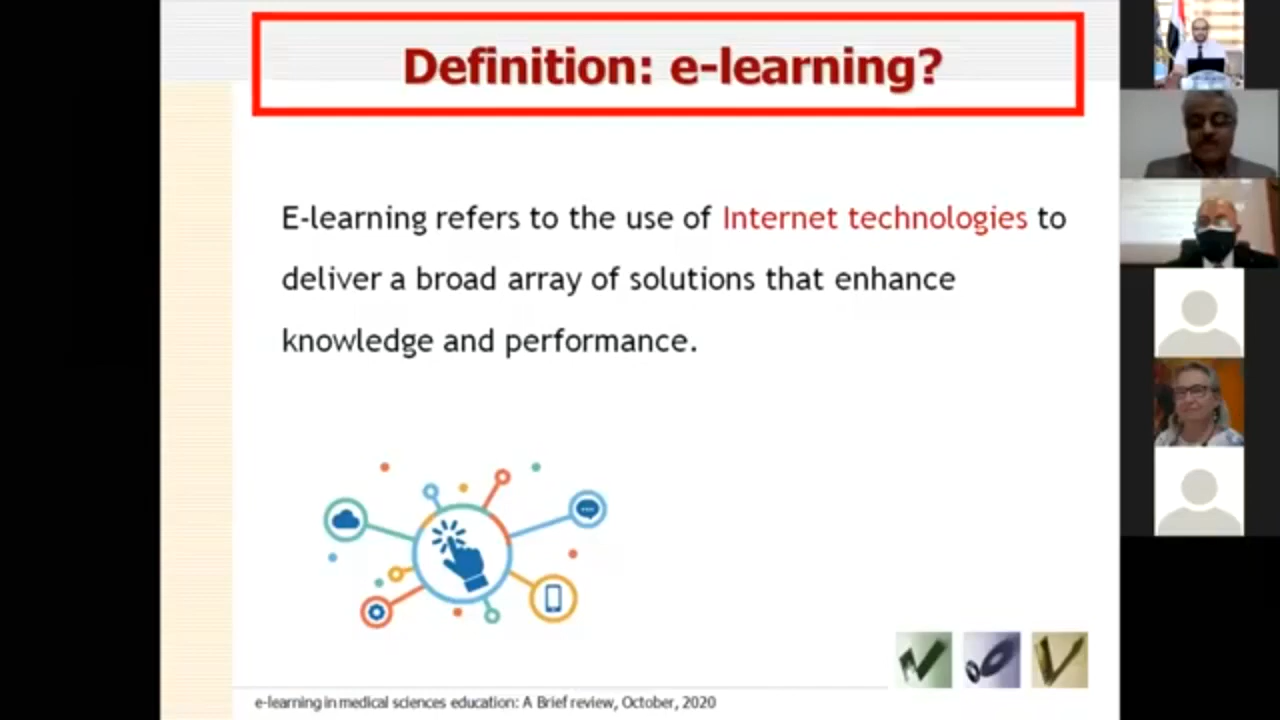 Definition: e-learning?
E-learning refers to the use of Internet technologies to
deliver a broad array of solutions that enhance
knowledge and performance.
e-learning in medical sciences education: A Brief review, October, 2020